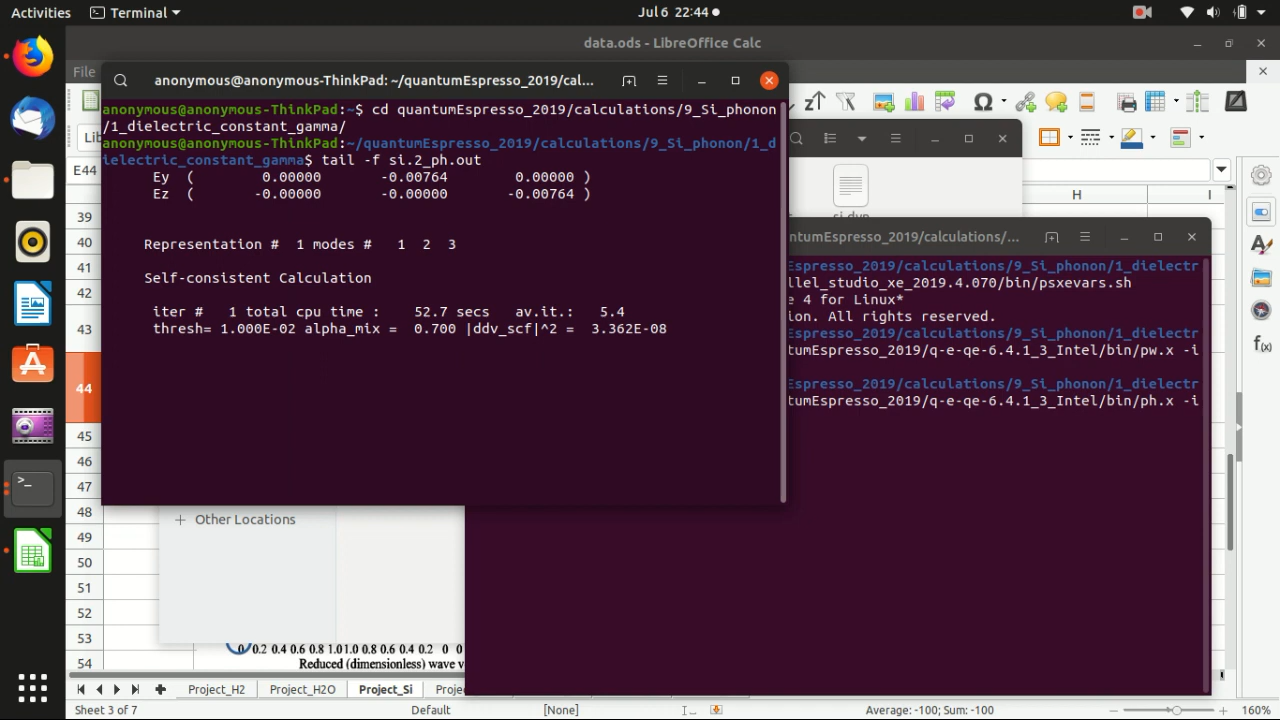 Activities
Terminal
Jul 6 22:44
data.ods - LibreOffice Calc
File
anonymous@anonymous-ThinkPad: ~/quantumEspresso_2019/cal...
anonymous@anonymous-ThinkPad:~$ cd quantumEspresso_2019/calculations/9_Si_phonon
/1_dielectric_constant_gamma/
anonymous@anonymous-ThinkPad:~/quantumEspresso_2019/calculations/9_Si_phonon/1_d
ielectric_constant_gamma$ tail -f si.2_ph.out
Ey ( 0.00000 -0.00764 0.00000 )
Ez ( -0.00000 -0.00000 -0.00764 )
Representation # 1 modes # 1 2 3
Self-consistent Calculation
iter # 1 total cpu time : 52.7 secs av.it.: 5.4
thresh= 1.000E-02 alpha_mix = 0.700 |ddv_scf|^2 = 3.362E-08
Lib
E44
H
I
ntumEspresso_2019/calculations/...
Espresso_2019/calculations/9_Si_phonon/1_dielectr
llel_studio_xe_2019.4.070/bin/psxevars.sh
e 4 for Linux*
ion. All rights reserved.
Espresso_2019/calculations/9_Si_phonon/1_dielectr
tumEspresso_2019/q-e-qe-6.4.1_3_Intel/bin/pw.x -i
Espresso_2019/calculations/9_Si_phonon/1_dielectr
tumEspresso_2019/q-e-qe-6.4.1_3_Intel/bin/ph.x -i
39
40
41
42
43
44
45
46
47
48
49
50
51
52
53
54
+ Other Locations
0 0.2 0.4 0.6 0.8 1.0 1.0 0.8 0.6 0.4 0.2 0 0
Reduced (dimensionless) wave v
Project_H2
Project_H2O
Project_Si
Proje
Sheet 3 of 7
Default
[None]
Average: -100; Sum: -100
160%